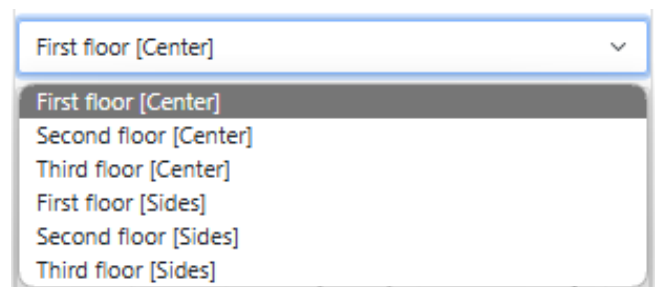 First floor [Center]
First floor [Center]
Second floor [Center]
Third floor [Center]
First floor [Sides]
Second floor [Sides]
Third floor [Sides]